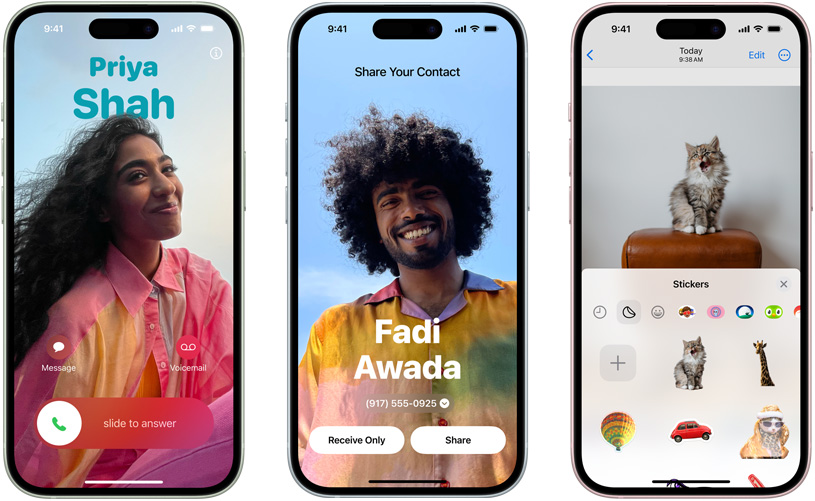 9:41
Priya
Shah
Message
Voicemail
slide to answer
9:41
Share Your Contact
Fadi
Awada
(917) 555-0925
Receive Only
Share
9:41
Today
9:38 AM
Edit
Stickers